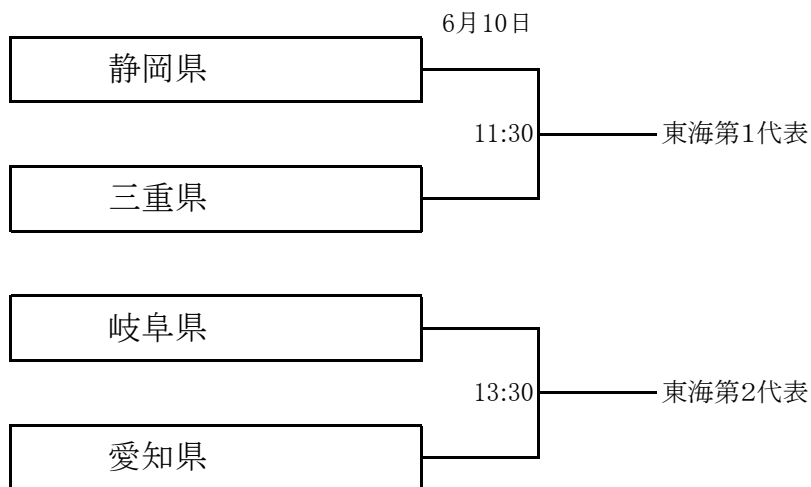 6月10日
静岡県
11:30
東海第1代表
三重県
岐阜県
13:30
東海第2代表
愛知県